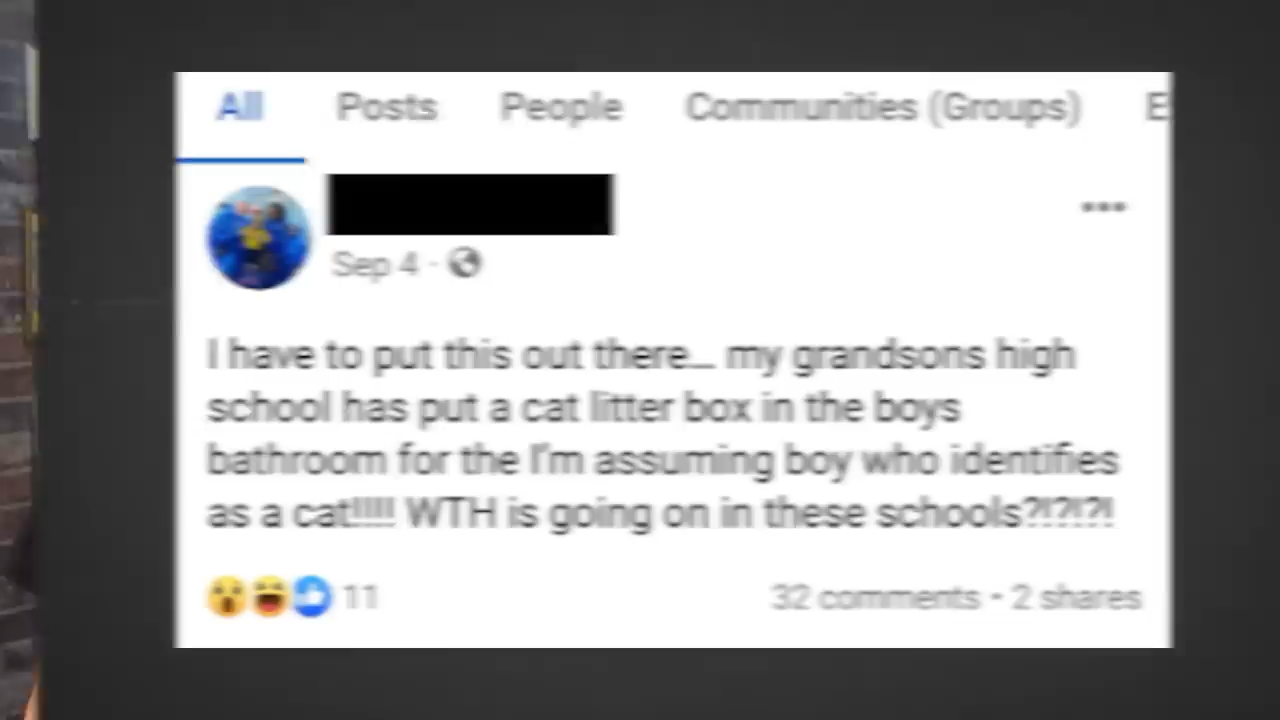 All Posts People Communities (Groups) E
Sep 4 ·
I have to put this out there... my grandsons high
school has put a cat litter box in the boys
bathroom for the I'm assuming boy who identifies
as a cat!!!! WTH is going on in these schools?!?!?!
11 32 comments • 2 shares